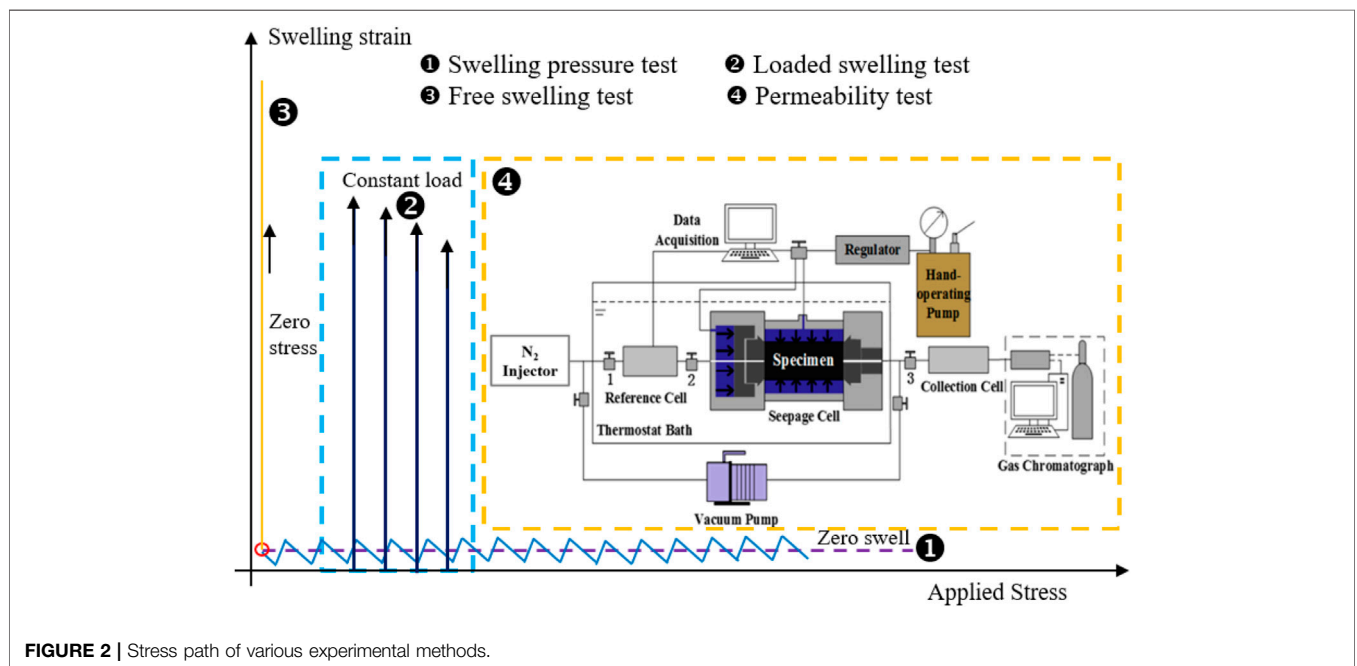 Swelling strain
❶ Swelling pressure test
❷ Loaded swelling test
❸ Free swelling test
❹ Permeability test
❸
Constant load
❷
Zero
stress
❹
Data
Acquisition
Regulator
Hand-
operating
Pump
N2
Injector
1
Reference Cell
2
Specimen
Seepage Cell
3
Collection Cell
Thermostat Bath
Gas Chromatograph
Vacuum Pump
Zero swell
❶
Applied Stress
FIGURE 2 | Stress path of various experimental methods.